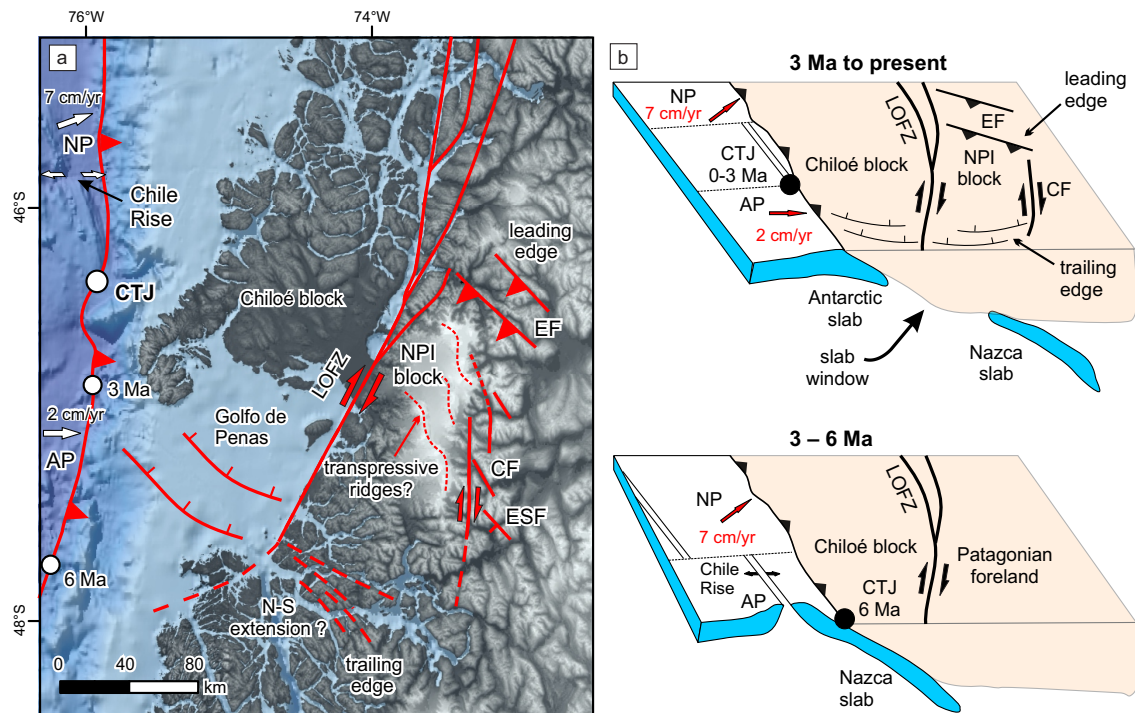 76°W
74°W
a
7 cm/yr
NP
Chile
Rise
46°S
CTJ
Chiloé block
leading
edge
EF
NPI
block
LOFZ
3 Ma
2 cm/yr
AP
Golfo de
Penas
transpressive
ridges?
CF
ESF
6 Ma
48°S
N-S
extension ?
trailing
edge
0 40 80
km
b
3 Ma to present
NP
7 cm/yr
CTJ
0-3 Ma
AP
2 cm/yr
Chiloé block
LOFZ
EF
NPI
block
CF
leading
edge
trailing
edge
Antarctic
slab
slab
window
Nazca
slab
3 – 6 Ma
NP
7 cm/yr
Chile
Rise
AP
Chiloé block
LOFZ
CTJ
6 Ma
Patagonian
foreland
Nazca
slab